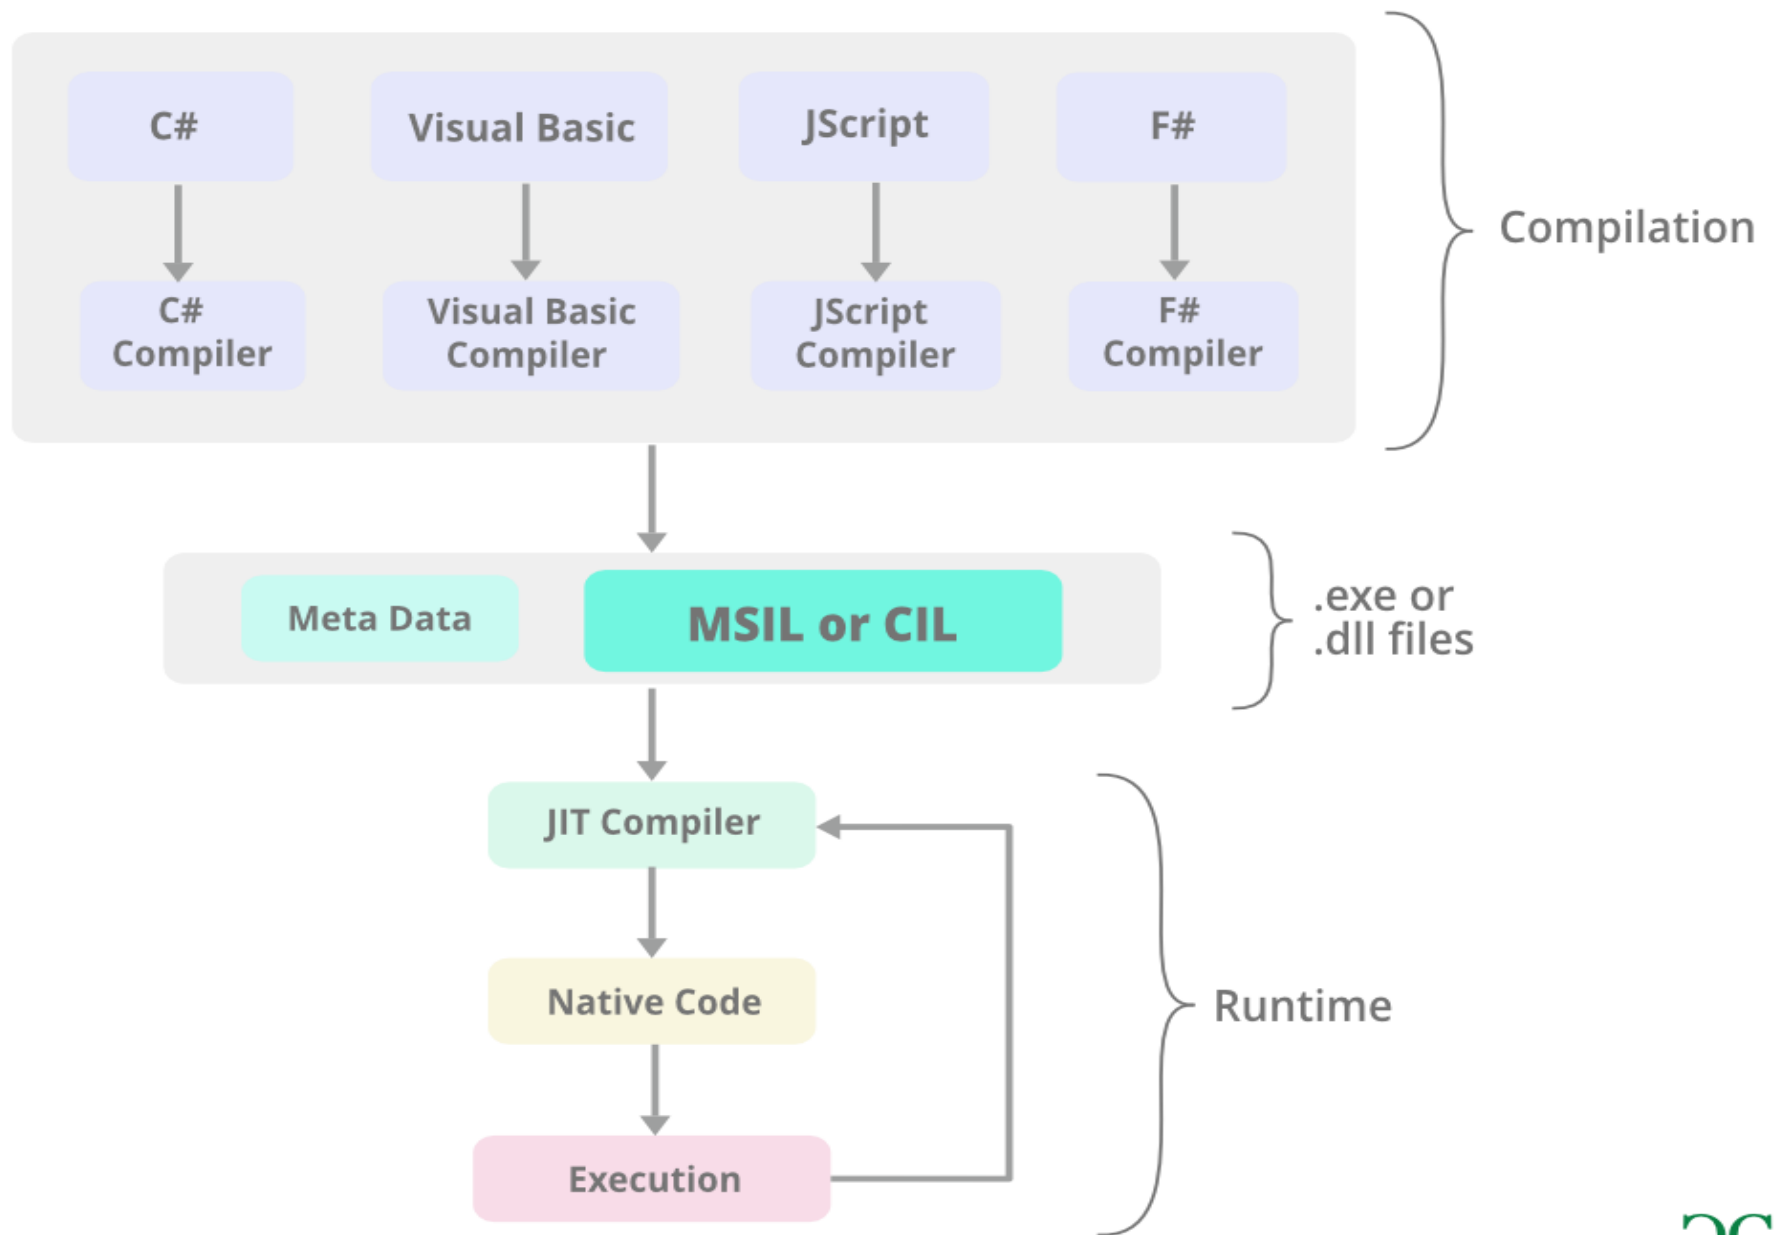 C#
Visual Basic
JScript
F#
Compilation
C#
Compiler
Visual Basic
Compiler
JScript
Compiler
F#
Compiler
Meta Data
MSIL or CIL
.exe or
.dll files
JIT Compiler
Native Code
Runtime
Execution